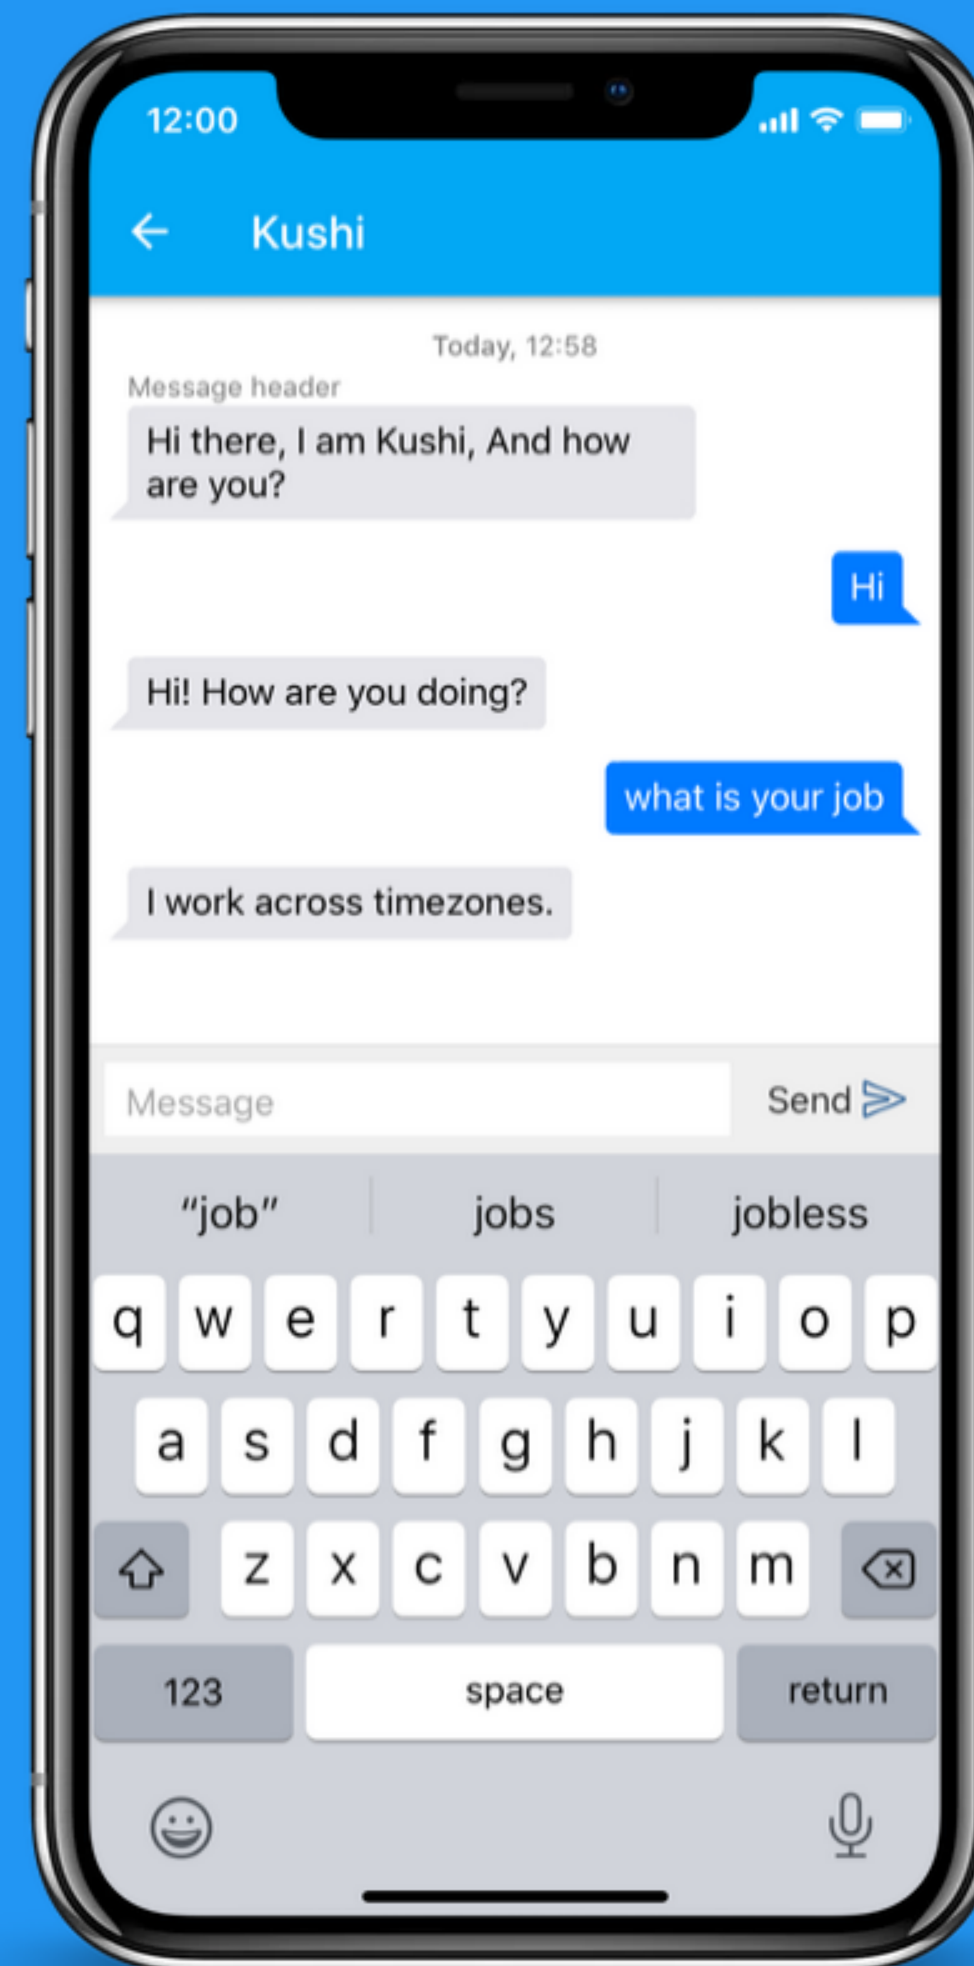 12:00
Kushi
Today, 12:58
Message header
Hi there, I am Kushi, And how
are you?
Hi
Hi! How are you doing?
what is your job
I work across timezones.
Message
Send
“job”
jobs
jobless
q w e r t y u i o p
a s d f g h j k l
z x c v b n m
123
space
return